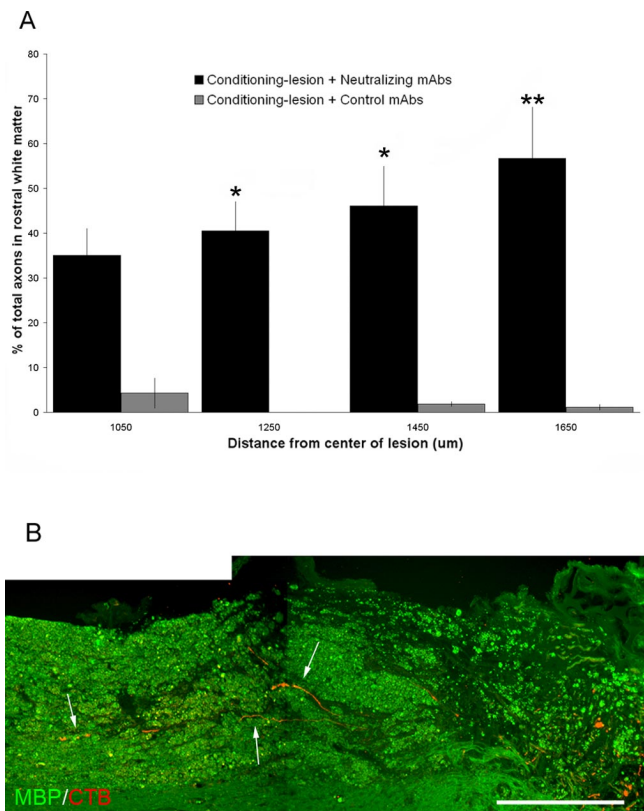 A
80
70
60
50
40
30
20
10
0
% of total axons in rostral white matter
Conditioning-lesion + Neutralizing mAbs
Conditioning-lesion + Control mAbs
*
*
**
1050 1250 1450 1650
Distance from center of lesion (um)
B
MBP/CTB